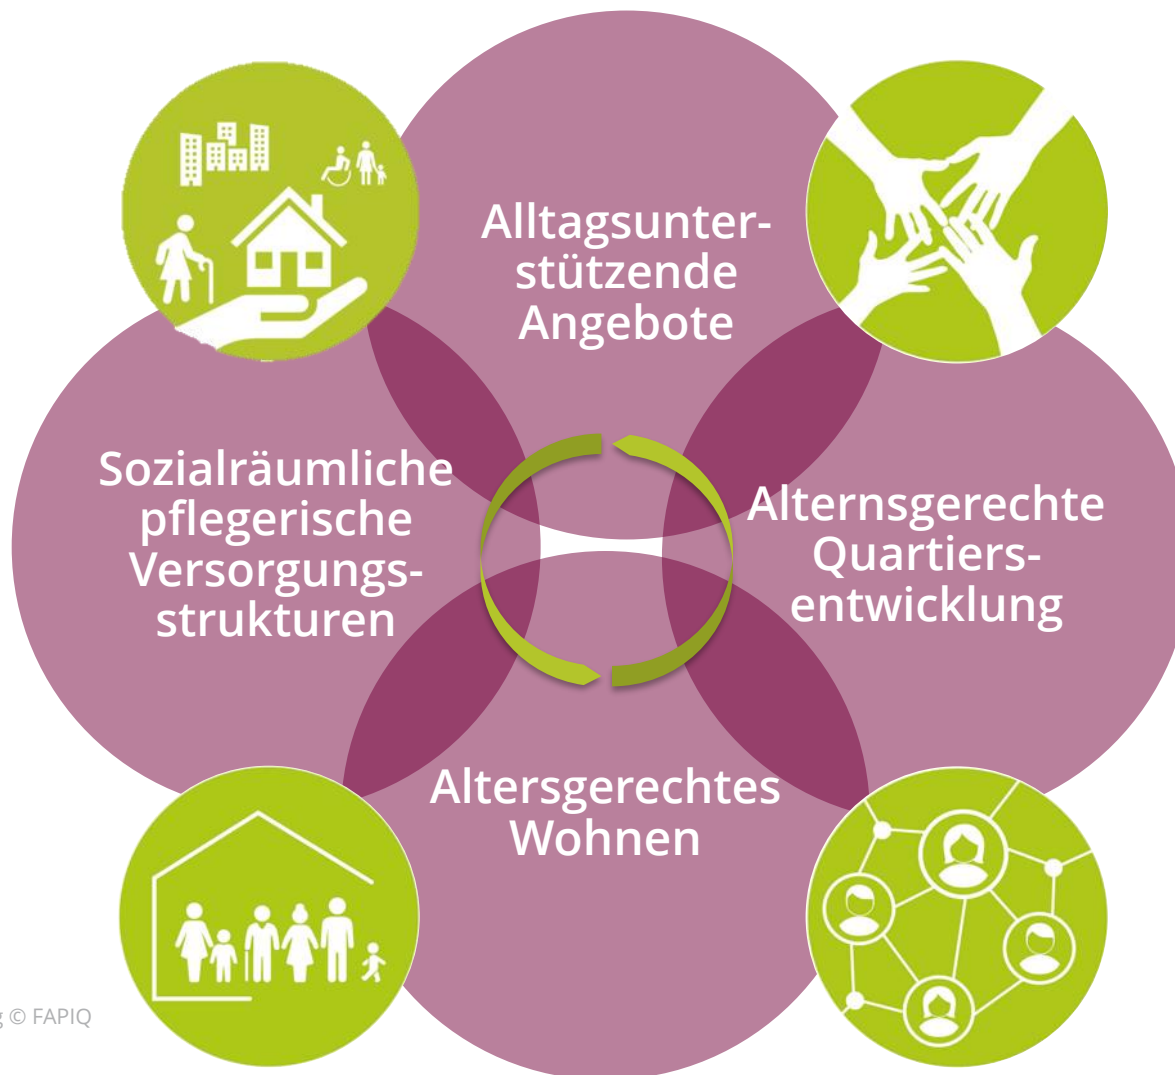 Alltagsunter-
stützende
Angebote
Sozialräumliche
pflegerische
Versorgungs-
strukturen
Alternsgerechte
Quartiers-
entwicklung
Altersgerechtes
Wohnen
© FAPIQ